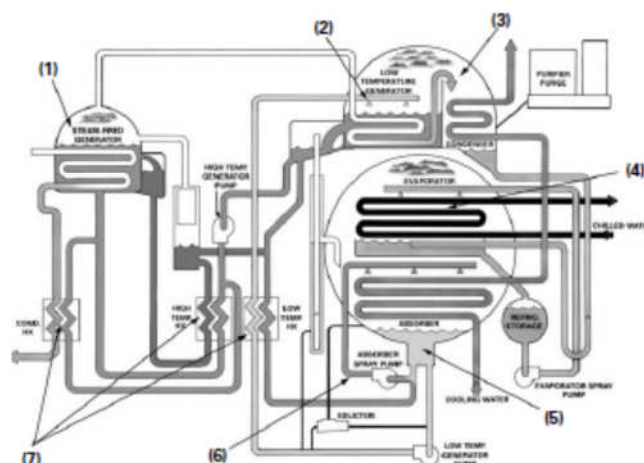 (1)
(2)
(3)
LOW
TEMPERATURE
GENERATOR
PURIFIER
PURGE
STEAM-FIRED
GENERATOR
CONDENSER
HIGH TEMP.
GENERATOR
PUMP
EVAPORATOR
(4)
CHILLED WATER
COND.
HX
HIGH
TEMP.
HX
LOW
TEMP.
HX
REFRIG.
STORAGE
ABSORBER
ABSORBER
SPRAY PUMP
EVAPORATOR SPRAY
PUMP
COOLING WATER
(5)
(6)
EDUCTOR
(7)
LOW TEMP.
GENERATOR